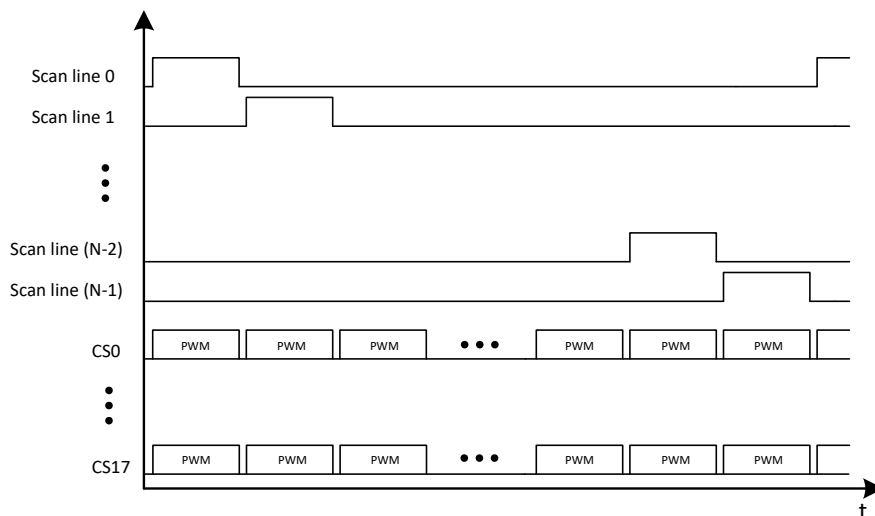 Scan line 0
Scan line 1
Scan line (N-2)
Scan line (N-1)
CS0 PWM PWM PWM PWM PWM PWM
CS17 PWM PWM PWM PWM PWM PWM
t